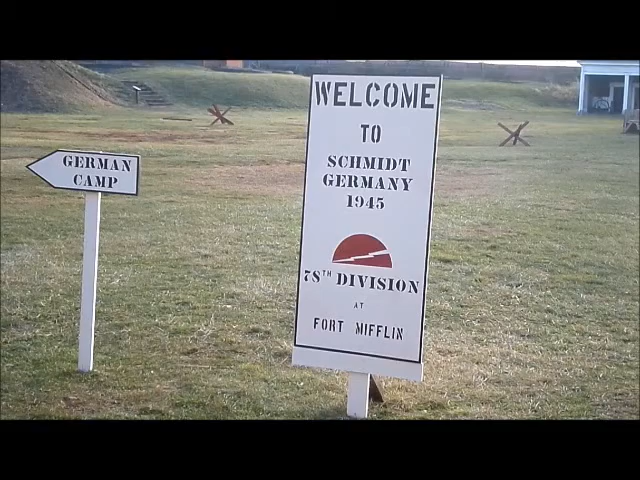 GERMAN
CAMP
WELCOME
TO
SCHMIDT
GERMANY
1945
78TH DIVISION
AT
FORT MIFFLIN